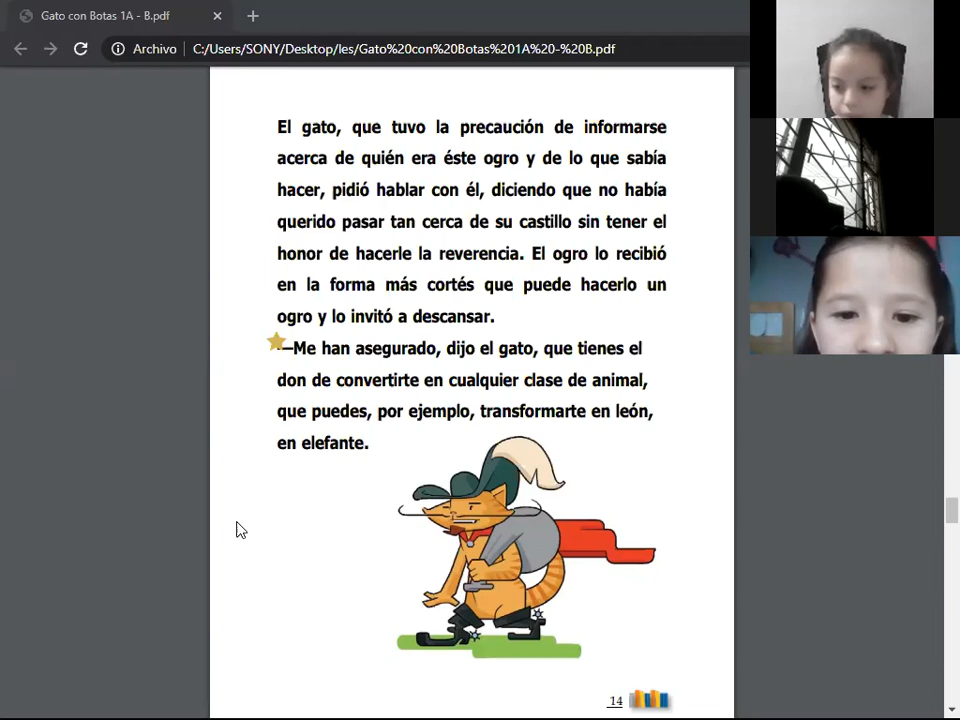 Gato con Botas 1A - B.pdf
Archivo C:/Users/SONY/Desktop/les/Gato%20con%20Botas%201A%20-%20B.pdf
El gato, que tuvo la precaución de informarse
acerca de quién era éste ogro y de lo que sabía
hacer, pidió hablar con él, diciendo que no había
querido pasar tan cerca de su castillo sin tener el
honor de hacerle la reverencia. El ogro lo recibió
en la forma más cortés que puede hacerlo un
ogro y lo invitó a descansar.
—Me han asegurado, dijo el gato, que tienes el
don de convertirte en cualquier clase de animal,
que puedes, por ejemplo, transformarte en león,
en elefante.
14